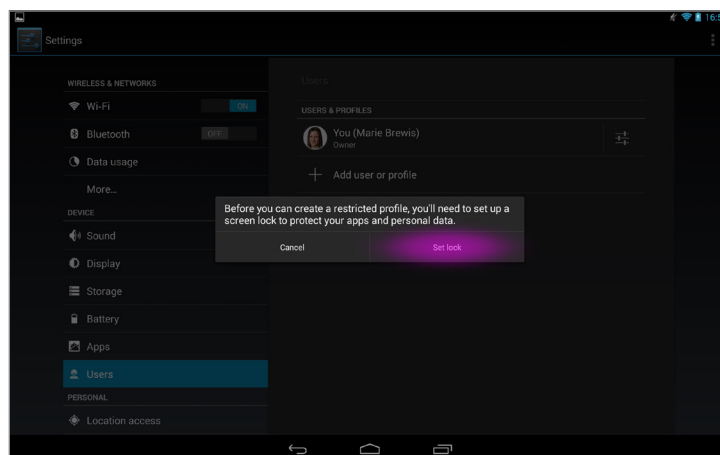 16:5
Settings
WIRELESS & NETWORKS
Wi-Fi
ON
Bluetooth
OFF
Data usage
More...
DEVICE
Sound
Display
Storage
Battery
Apps
Users
PERSONAL
Location access
Users
USERS & PROFILES
You (Marie Brewis)
Owner
Add user or profile
Before you can create a restricted profile, you'll need to set up a
screen lock to protect your apps and personal data.
Cancel
Set lock